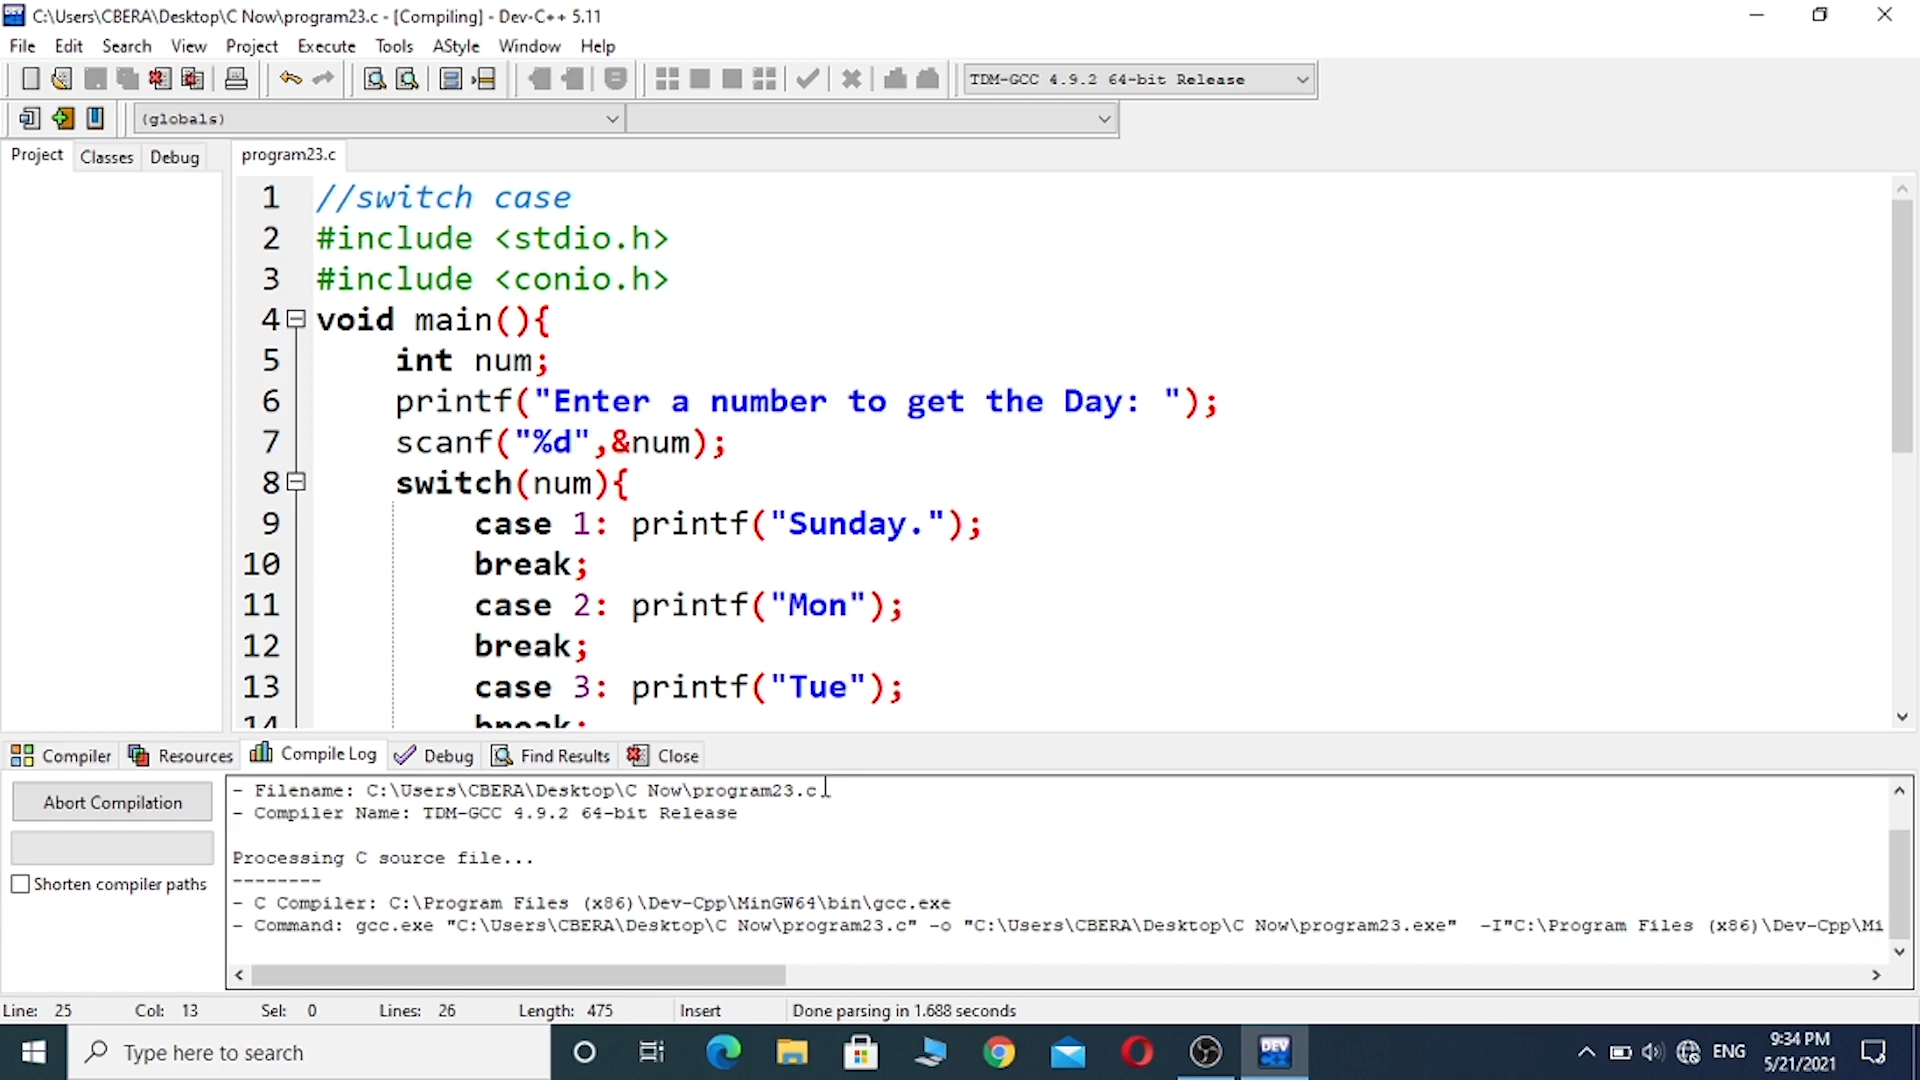 C:\Users\CBERA\Desktop\C Now\program23.c - [Compiling] - Dev-C++ 5.11
File Edit Search View Project Execute Tools AStyle Window Help
TDM-GCC 4.9.2 64-bit Release
(globals)
Project Classes Debug program23.c
1 //switch case
2 #include <stdio.h>
3 #include <conio.h>
4 void main(){
5 int num;
6 printf("Enter a number to get the Day: ");
7 scanf("%d",&num);
8 switch(num){
9 case 1: printf("Sunday.");
10 break;
11 case 2: printf("Mon");
12 break;
13 case 3: printf("Tue");
14 break;
Compiler Resources Compile Log Debug Find Results Close
Abort Compilation
Shorten compiler paths
- Filename: C:\Users\CBERA\Desktop\C Now\program23.c
- Compiler Name: TDM-GCC 4.9.2 64-bit Release
Processing C source file...
--------
- C Compiler: C:\Program Files (x86)\Dev-Cpp\MinGW64\bin\gcc.exe
- Command: gcc.exe "C:\Users\CBERA\Desktop\C Now\program23.c" -o "C:\Users\CBERA\Desktop\C Now\program23.exe" -I"C:\Program Files (x86)\Dev-Cpp\Mi
Line: 25 Col: 13 Sel: 0 Lines: 26 Length: 475 Insert Done parsing in 1.688 seconds
Type here to search
DEV
C++
ENG
9:34 PM
5/21/2021